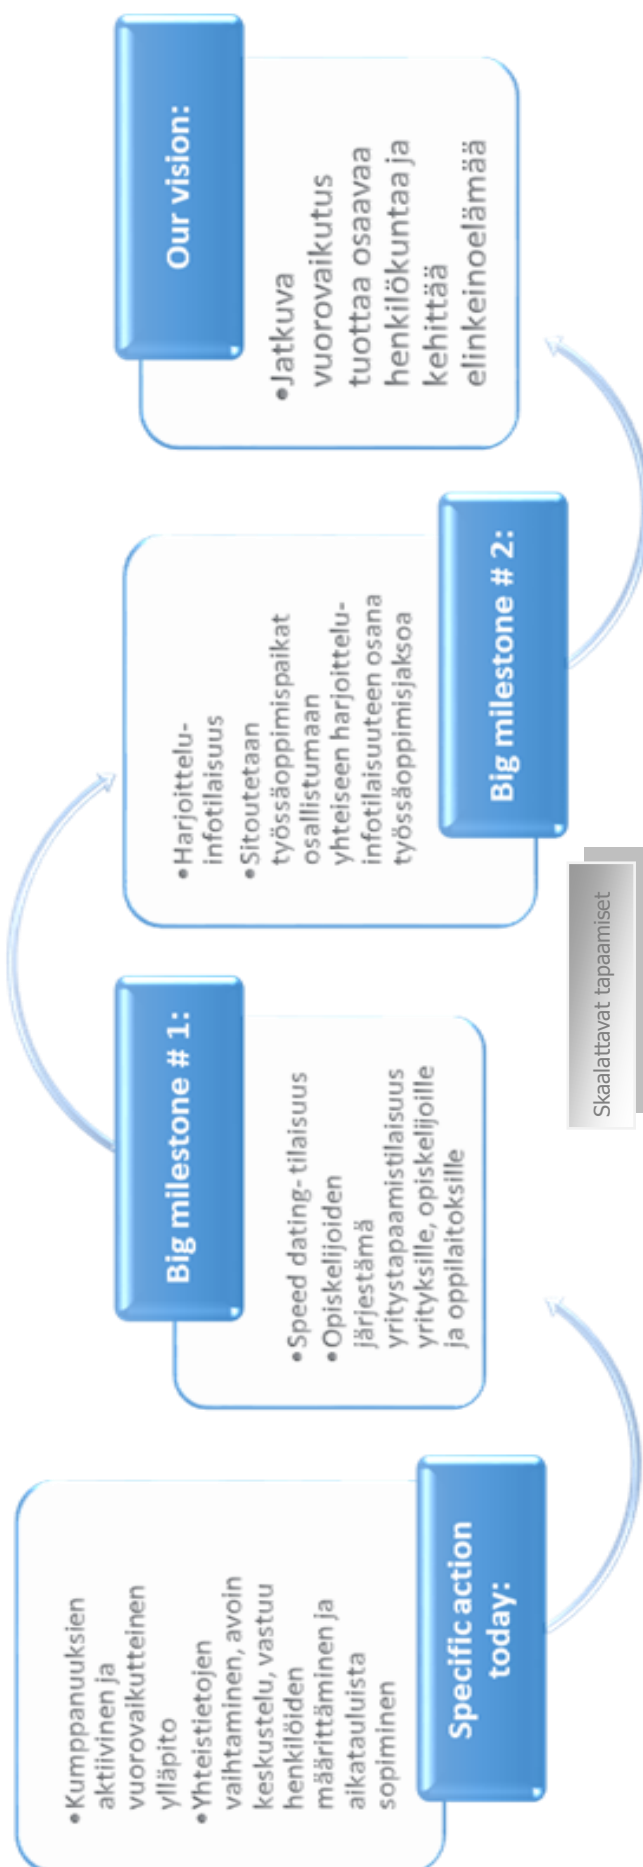 •Kumppanuuksien
aktiivinen ja
vuorovaikutteinen
ylläpito
•Yhteistietojen
vaihtaminen, avoin
keskustelu, vastuu
henkilöiden
määrittäminen ja
aikatauluista
sopiminen
Specific action
today:
Big milestone # 1:
•Speed dating- tilaisuus
•Opiskelijoiden
järjestämä
yritystapaamistilaisuus
yrityksille, opiskelijoille
ja oppilaitoksille
•Harjoittelu-
infotilaisuus
•Sitoutetaan
työssäoppimispaikat
osallistumaan
yhteiseen harjoittelu-
infotilaisuuteen osana
työssäoppimisjaksoa
Big milestone # 2:
Our vision:
•Jatkuva
vuorovaikutus
tuottaa osaavaa
henkilökuntaa ja
kehittää
elinkeinoelämää
Skaalattavat tapaamiset